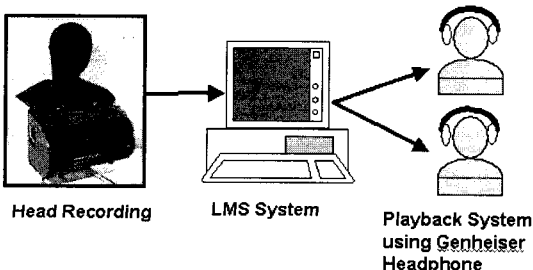 Head Recording
LMS System
Playback System
using Genheiser
Headphone